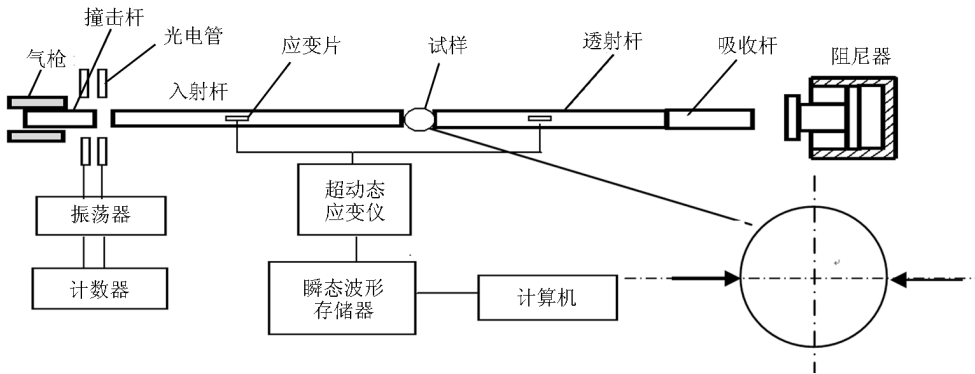 撞击杆
光电管
气枪
应变片
试样
透射杆
吸收杆
阻尼器
入射杆
超动态
应变仪
振荡器
计数器
瞬态波形
存储器
计算机